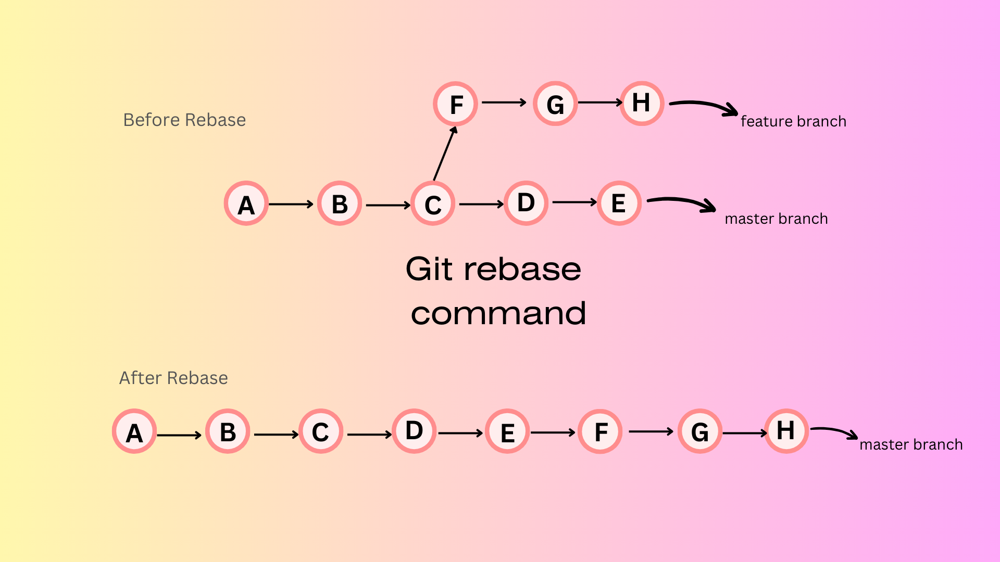 F
G
H
Before Rebase
feature branch
A
B
C
D
E
master branch
Git rebase
command
After Rebase
A
B
C
D
E
F
G
H
master branch